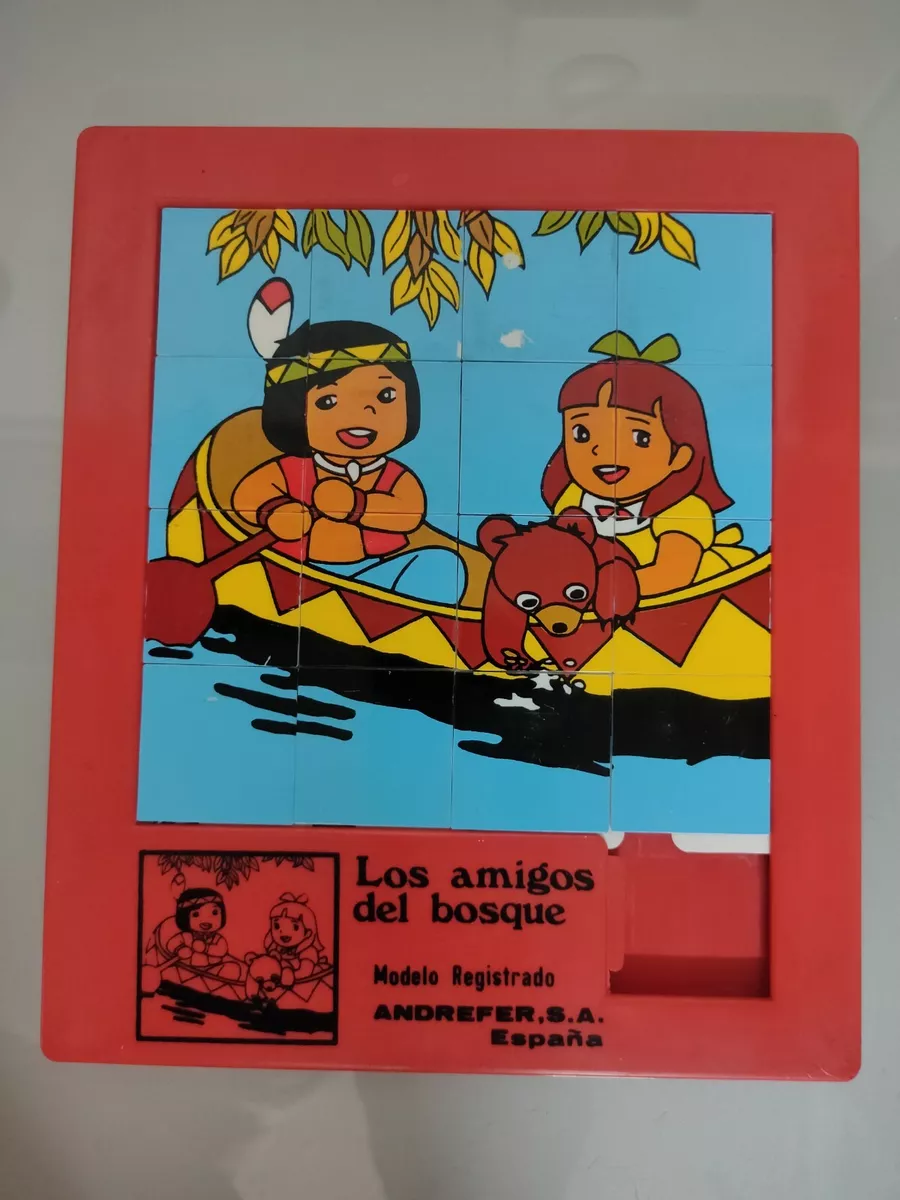 Los amigos
del bosque
Modelo Registrado
ANDREFER,S.A.
España